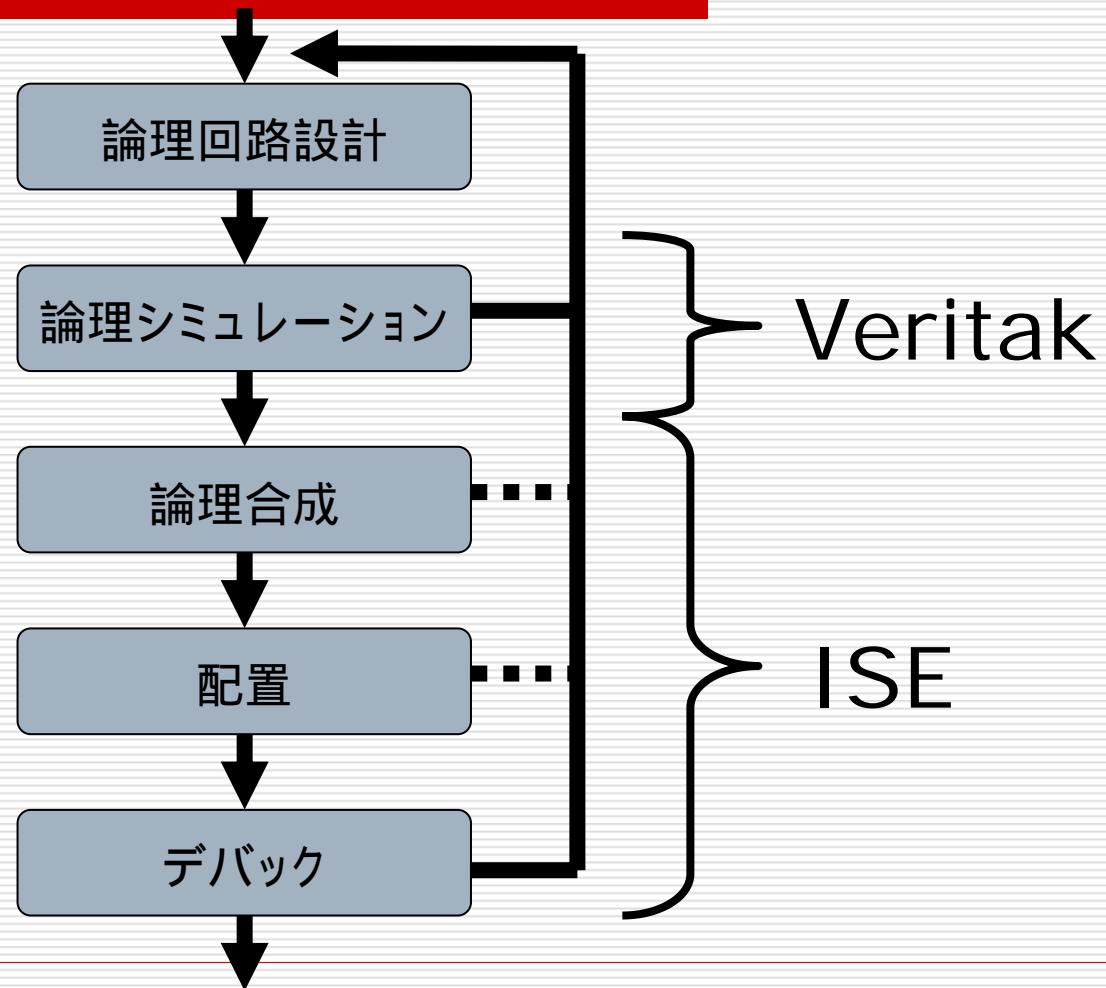 論理回路設計
論理シミュレーション
Veritak
論理合成
配置
ISE
デバック